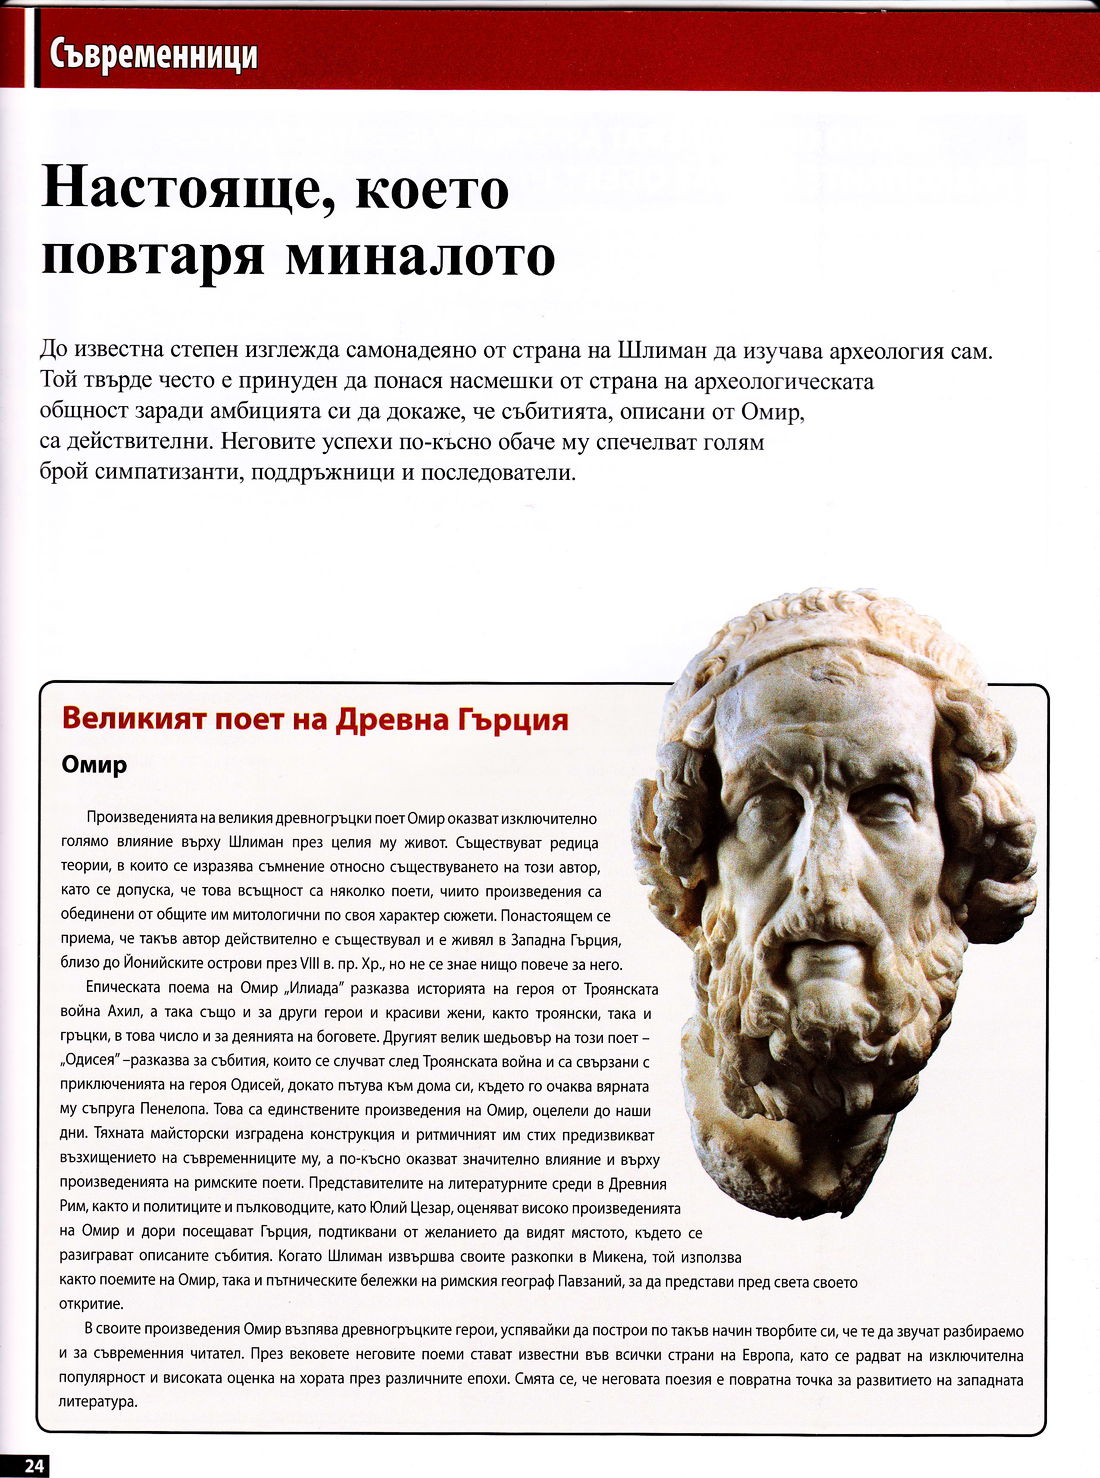 Съвременници
Настояще, което
повтаря миналото
До известна степен изглежда самонадеяно от страна на Шлиман да изучава археология сам.
Той твърде често е принуден да понася насмешки от страна на археологическата
общност заради амбицията си да докаже, че събитията, описани от Омир,
са действителни. Неговите успехи по-късно обаче му спечелват голям
брой симпатизанти, поддръжници и последователи.
Великият поет на Древна Гърция
Омир
Произведенията на великия древногръцки поет Омир оказват изключително
голямо влияние върху Шлиман през целия му живот. Съществуват редица
теории, в които се изразява съмнение относно съществуването на този автор,
като се допуска, че това всъщност са няколко поети, чиито произведения са
обединени от общите им митологични по своя характер сюжети. Понастоящем се
приема, че такъв автор действително е съществувал и е живял в Западна Гърция,
близо до Йонийските острови през VIII в. пр. Хр., но не се знае нищо повече за него.
Епическата поема на Омир „Илиада” разказва историята на героя от Троянската
война Ахил, а така също и за други герои и красиви жени, както троянски, така и
гръцки, в това число и за деянията на боговете. Другият велик шедьовър на този поет –
„Одисея” –разказва за събития, които се случват след Троянската война и са свързани с
приключенията на героя Одисей, докато пътува към дома си, където го очаква вярната
му съпруга Пенелопа. Това са единствените произведения на Омир, оцелели до наши
дни. Тяхната майсторски изградена конструкция и ритмичният им стих предизвикват
възхищението на съвременниците му, а по-късно оказват значително влияние и върху
произведенията на римските поети. Представителите на литературните среди в Древния
Рим, както и политиците и пълководците, като Юлий Цезар, оценяват високо произведенията
на Омир и дори посещават Гърция, подтиквани от желанието да видят мястото, където се
разиграват описаните събития. Когато Шлиман извършва своите разкопки в Микена, той използва
както поемите на Омир, така и пътническите бележки на римския географ Павзаний, за да представи пред света своето
откритие.
В своите произведения Омир възпява древногръцките герои, успявайки да построи по такъв начин творбите си, че те да звучат разбираемо
и за съвременния читател. През вековете неговите поеми стават известни във всички страни на Европа, като се радват на изключителна
популярност и високата оценка на хората през различните епохи. Смята се, че неговата поезия е повратна точка за развитието на западната
литература.
24